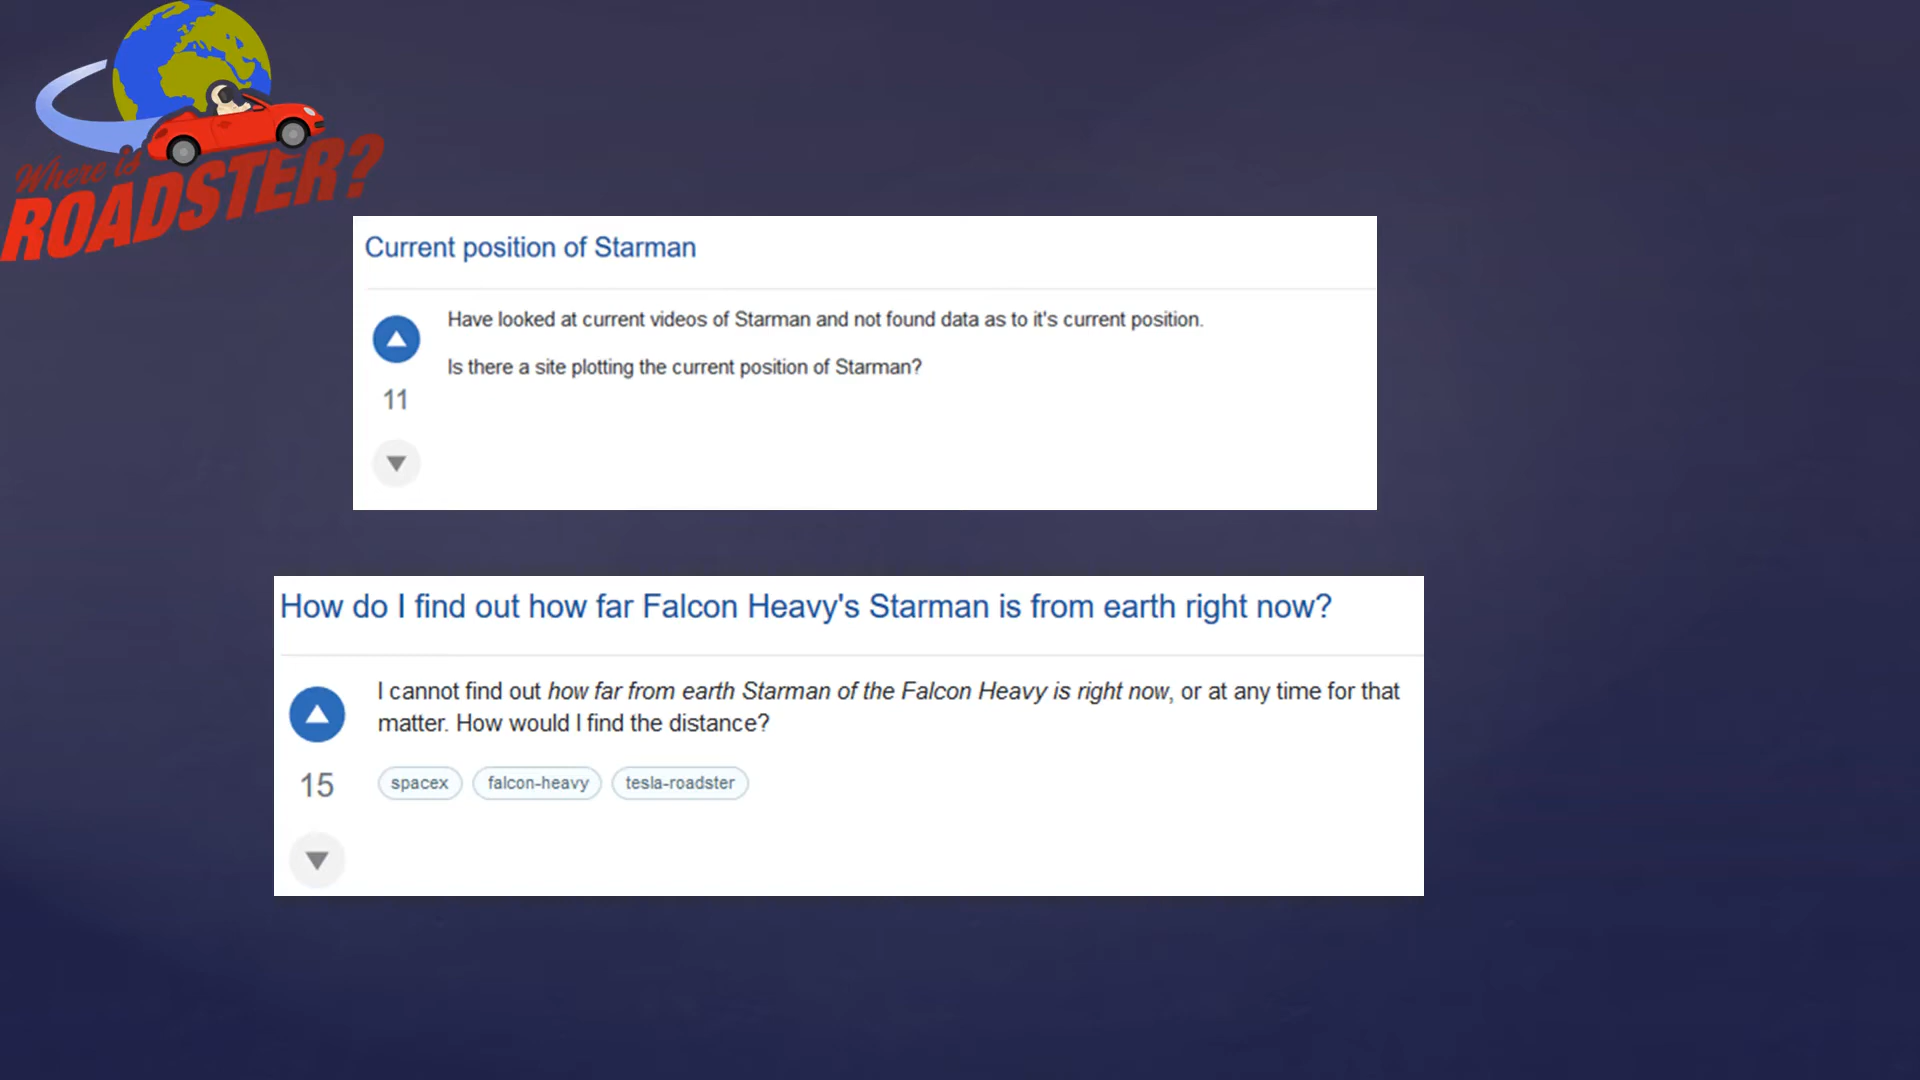 Where is
ROADSTER?
Current position of Starman
Have looked at current videos of Starman and not found data as to it's current position.
Is there a site plotting the current position of Starman?
11
How do I find out how far Falcon Heavy's Starman is from earth right now?
I cannot find out how far from earth Starman of the Falcon Heavy is right now, or at any time for that
matter. How would I find the distance?
15
spacex falcon-heavy tesla-roadster